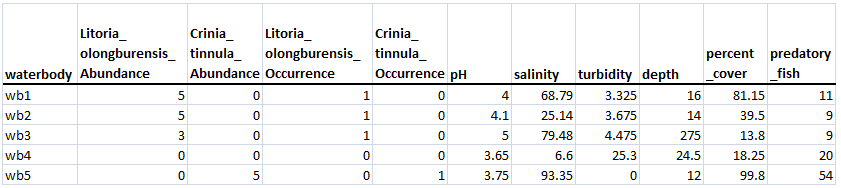 Litoria_ Crinia_ Litoria_ Crinia_
olongburensis_ tinnula_ olongburensis_ tinnula_ percent predatory
waterbody Abundance Abundance Occurrence Occurrence pH salinity turbidity depth _cover _fish
wb1 5 0 1 0 4 68.79 3.325 16 81.15 11
wb2 5 0 1 0 4.1 25.14 3.675 14 39.5 9
wb3 3 0 1 0 5 79.48 4.475 275 13.8 9
wb4 0 0 0 0 3.65 6.6 25.3 24.5 18.25 20
wb5 0 5 0 1 3.75 93.35 0 12 99.8 54